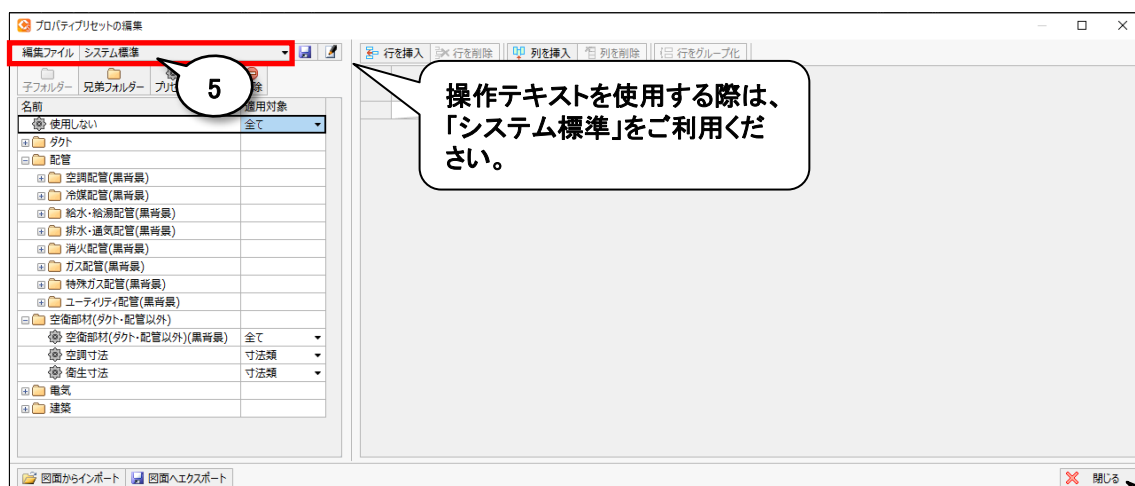 プロパティプリセットの編集
編集ファイル システム標準
行を挿入 行を削除 列を挿入 列を削除 行をグループ化
子フォルダー 兄弟フォルダー
5
操作テキストを使用する際は、
「システム標準」をご利用くだ
さい。
名前 適用対象
使用しない 全て
ダクト
配管
空調配管(黒背景)
冷媒配管(黒背景)
給水・給湯配管(黒背景)
排水・通気配管(黒背景)
消火配管(黒背景)
ガス配管(黒背景)
特殊ガス配管(黒背景)
ユーティリティ配管(黒背景)
空衛部材(ダクト・配管以外)
空衛部材(ダクト・配管以外)(黒背景) 全て
空調寸法 寸法類
衛生寸法 寸法類
電気
建築
図面からインポート 図面へエクスポート 閉じる